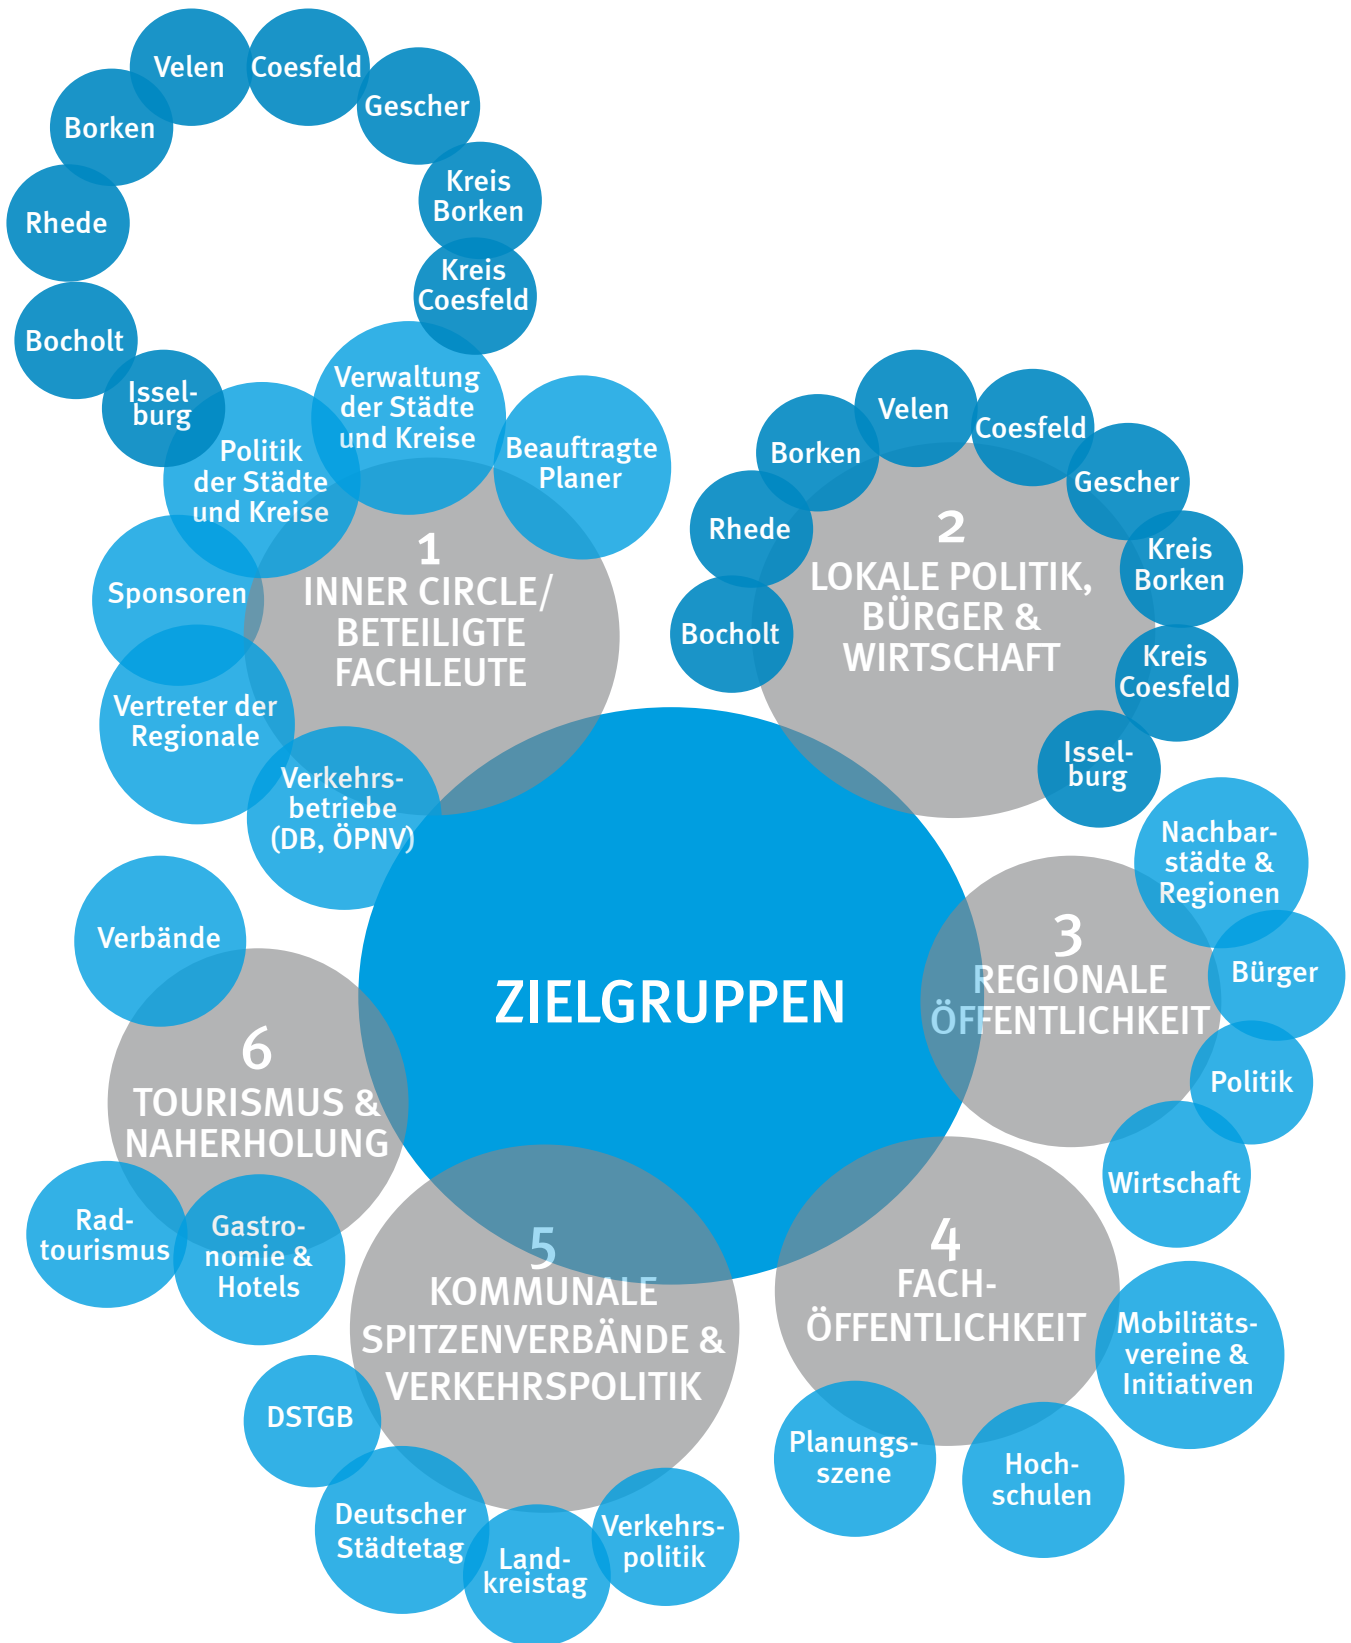 Velen
Coesfeld
Gescher
Borken
Kreis
Borken
Rhede
Kreis
Coesfeld
Bocholt
Issel-
burg
Verwaltung
der Städte
und Kreise
Politik
der Städte
und Kreise
Beauftragte
Planer
Sponsoren
Vertreter der
Regionale
Verkehrs-
betriebe
(DB, ÖPNV)
1
INNER CIRCLE/
BETEILIGTE
FACHLEUTE
Velen
Coesfeld
Borken
Gescher
Rhede
Kreis
Borken
Bocholt
Kreis
Coesfeld
Issel-
burg
2
LOKALE POLITIK,
BÜRGER &
WIRTSCHAFT
Nachbar-
städte &
Regionen
Bürger
Politik
Wirtschaft
3
REGIONALE
ÖFFENTLICHKEIT
ZIELGRUPPEN
Verbände
6
TOURISMUS &
NAHERHOLUNG
Rad-
tourismus
Gastro-
nomie &
Hotels
5
KOMMUNALE
SPITZENVERBÄNDE &
VERKEHRSPOLITIK
DSTGB
Deutscher
Städtetag
Land-
kreistag
Verkehrs-
politik
4
FACH-
ÖFFENTLICHKEIT
Mobilitäts-
vereine &
Initiativen
Planungs-
szene
Hoch-
schulen